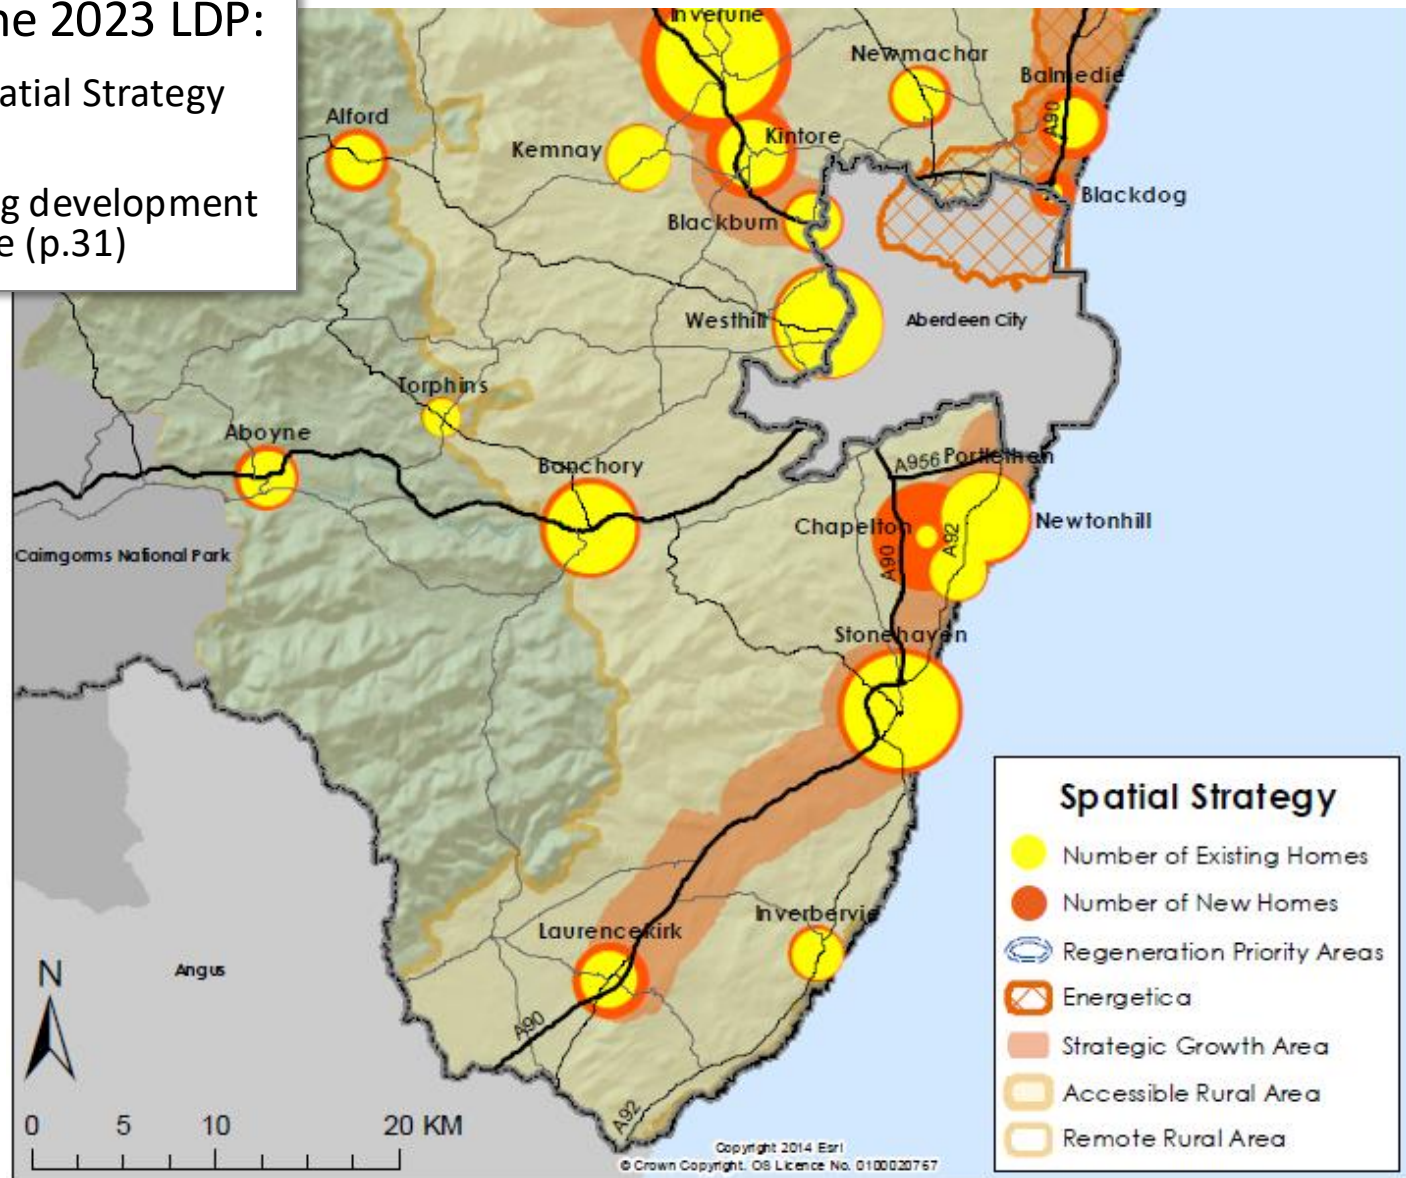 ne 2023 LDP:
atial Strategy
g development
e (p.31)
Inverurie
Newmachar
Balmedie
A90
Alford
Kemnay
Kintore
Blackburn
Blackdog
Westhill
Aberdeen City
Torphins
Aboyne
Banchory
A956
Portlethen
Cairngorms National Park
Chapelton
A90
A92
Newtonhill
Stonehaven
Laurencekirk
Inverbervie
Angus
A90
A92
N
0 5 10 20 KM
Copyright 2014 Esri
© Crown Copyright. OS Licence No. 0100020767
Spatial Strategy
Number of Existing Homes
Number of New Homes
Regeneration Priority Areas
Energetica
Strategic Growth Area
Accessible Rural Area
Remote Rural Area